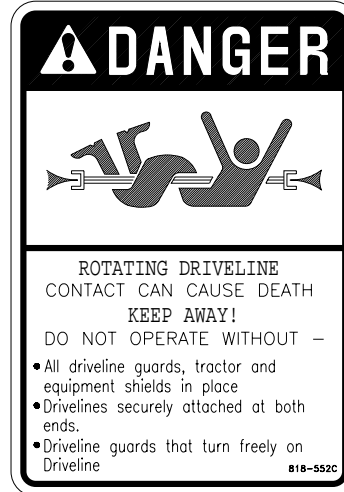 DANGER
ROTATING DRIVELINE
CONTACT CAN CAUSE DEATH
KEEP AWAY!
DO NOT OPERATE WITHOUT –
• All driveline guards, tractor and
equipment shields in place
• Drivelines securely attached at both
ends.
• Driveline guards that turn freely on
Driveline
818-552C